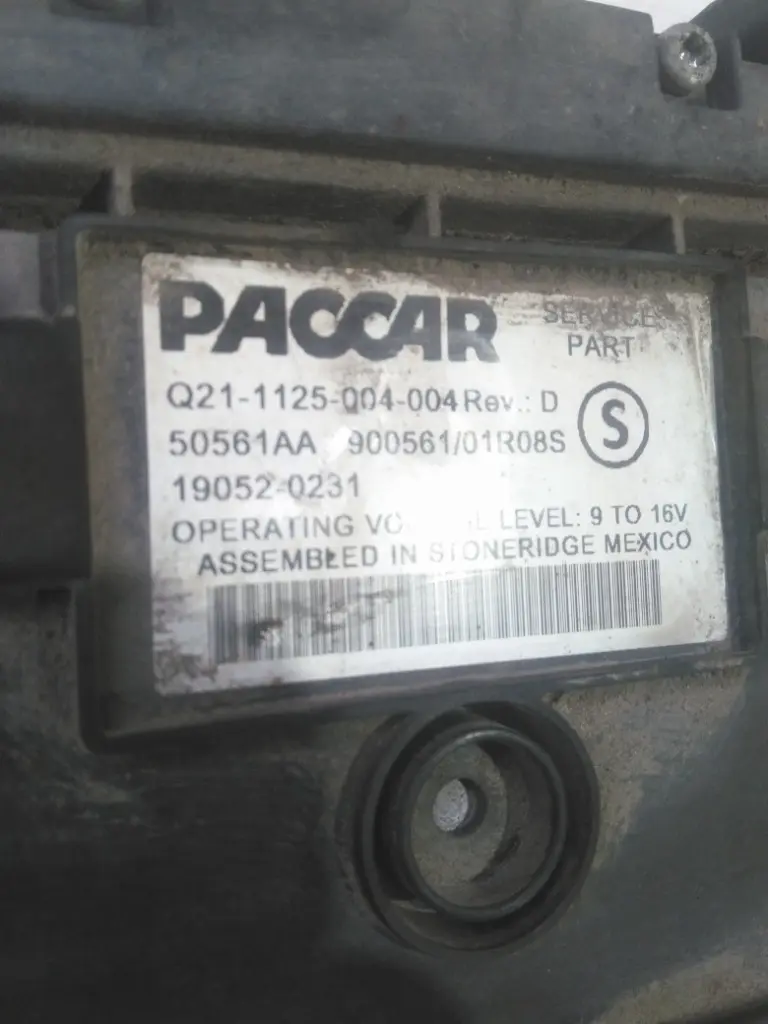 PACCAR SERVICE
PART
Q21-1125-004-004 Rev.: D
S
50561AA 900561/01R08S
19052-0231
OPERATING LEVEL: 9 TO 16V
ASSEMBLED IN STONERIDGE MEXICO